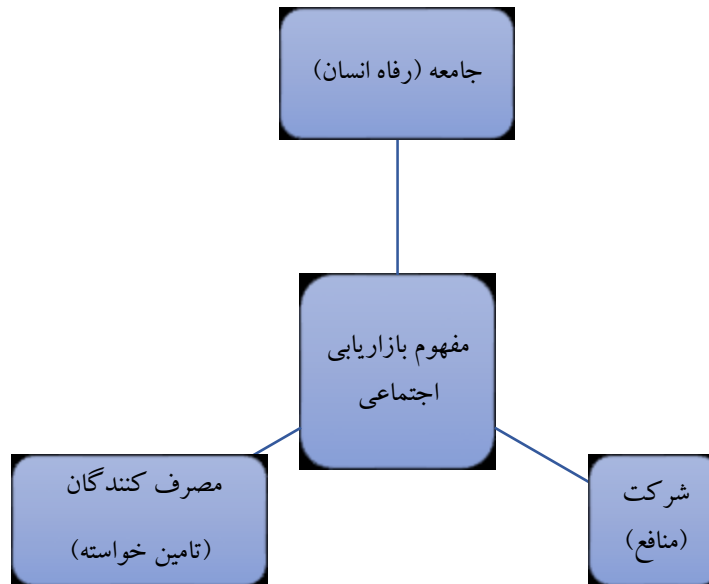 جامعه (رفاه انسان)
مفهوم بازاریابی
اجتماعی
مصرف کنندگان
(تامین خواسته)
شرکت
(منافع)